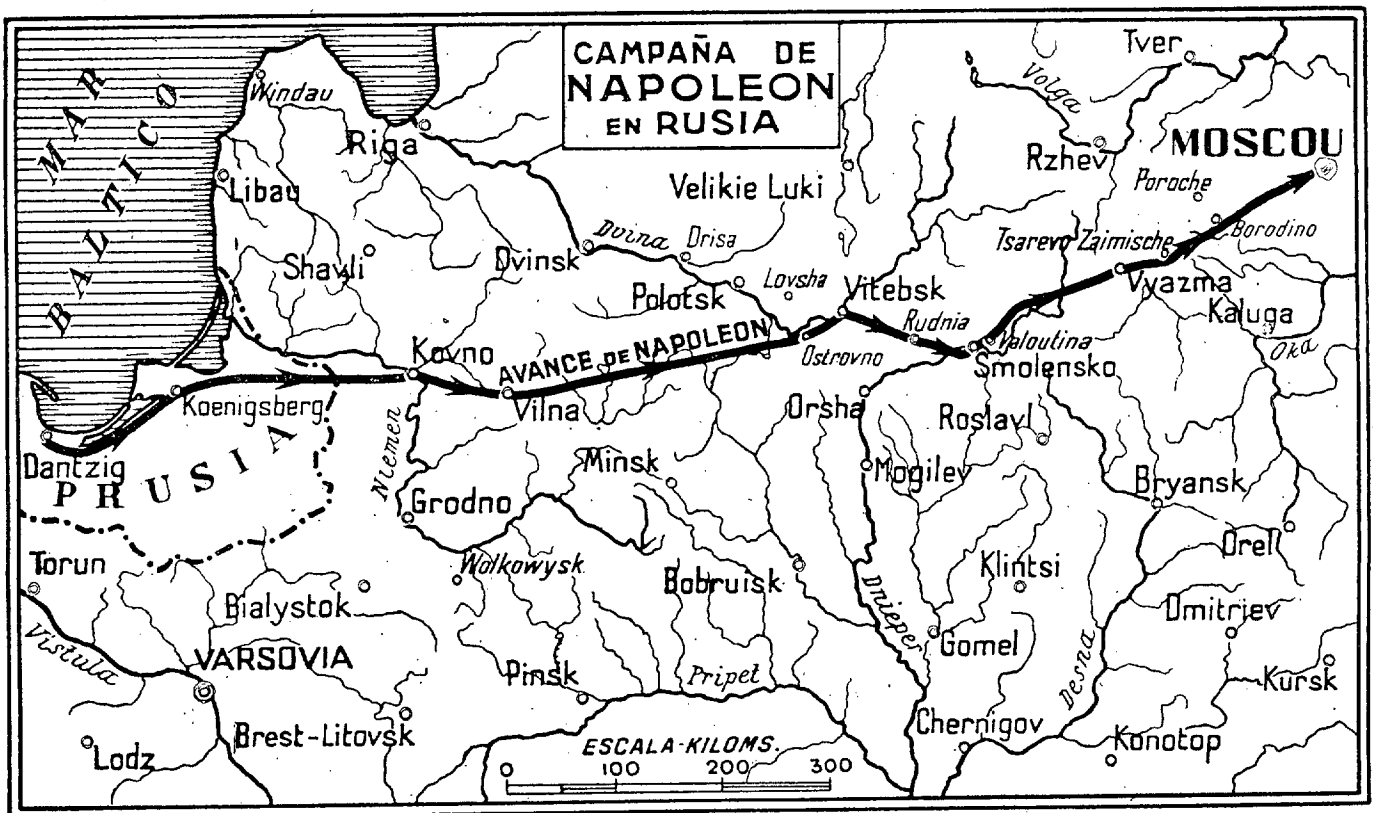 CAMPAÑA DE
NAPOLEON
EN RUSIA
MAR
BALTICO
Windau
Riga
Libau
Shavli
Dvinsk
Dvina
Drisa
Polotsk
Lovsha
Velikie Luki
Volga
Tver
Rzhev
MOSCOU
Poroche
Borodino
Tsarevo-Zaimische
Vyazma
Kaluga
Oka
Vitebsk
Rudnia
Ostrovno
Valoutina
Smolensko
Kovno
AVANCE DE NAPOLEON
Vilna
Koenigsberg
Dantzig
PRUSIA
Niemen
Grodno
Minsk
Orsha
Mogilev
Roslavl
Bryansk
Orel
Torun
Bialystok
Wolkowysk
Bobruisk
Dnieper
Klintsi
Dmitriev
Vistula
VARSOVIA
Pinsk
Pripet
Gomel
Desna
Kursk
Lodz
Brest-Litovsk
Chernigov
Konotop
ESCALA-KILOMS.
0 100 200 300